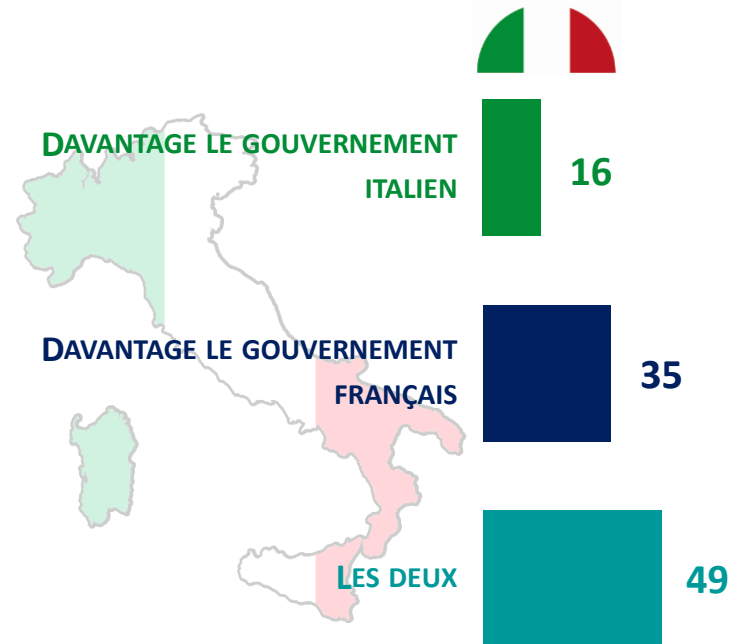 DAVANTAGE LE GOUVERNEMENT
ITALIEN
16
DAVANTAGE LE GOUVERNEMENT
FRANÇAIS
35
LES DEUX
49